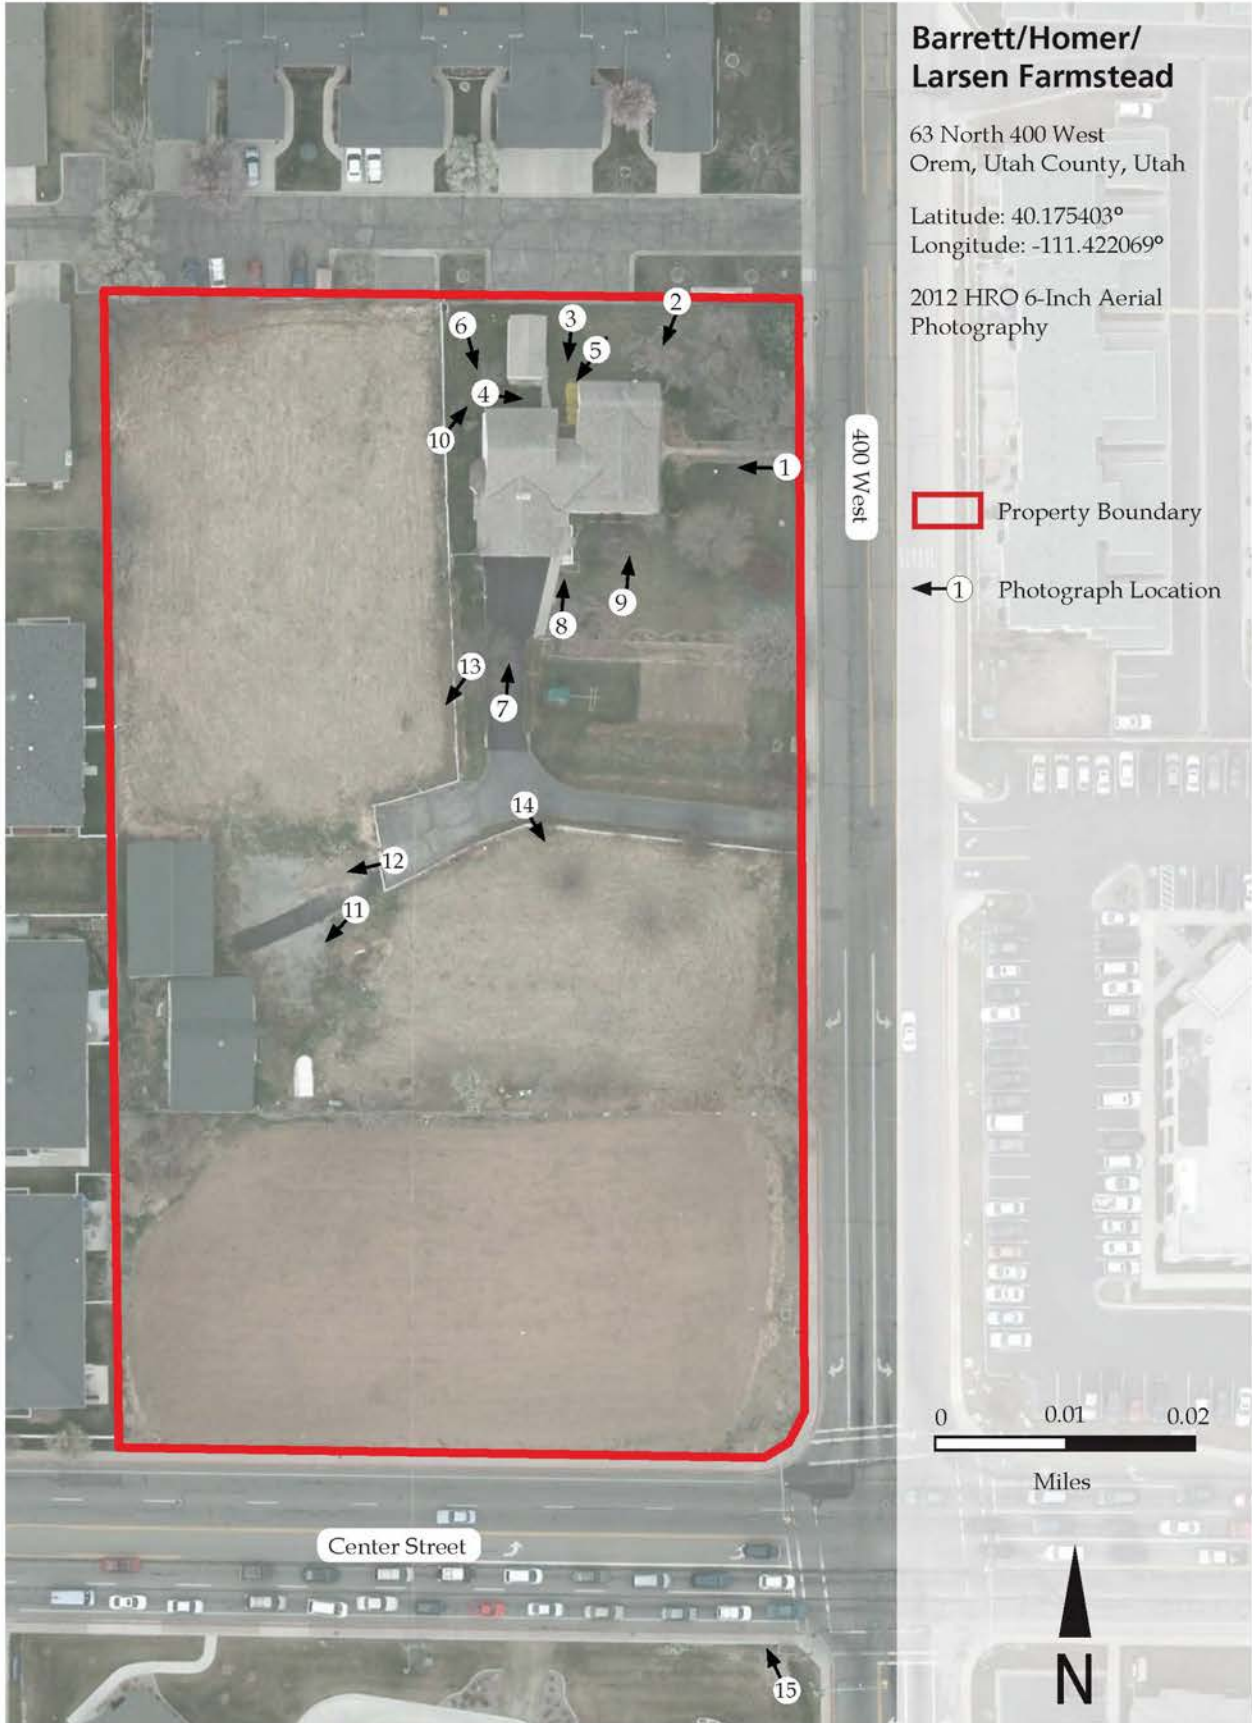 Barrett/Homer/
Larsen Farmstead
63 North 400 West
Orem, Utah County, Utah
Latitude: 40.175403°
Longitude: -111.422069°
2012 HRO 6-Inch Aerial
Photography
2
3
6
5
4
10
1
400 West
Property Boundary
1 Photograph Location
9
8
13
7
14
12
11
0 0.01 0.02
Miles
Center Street
N
15